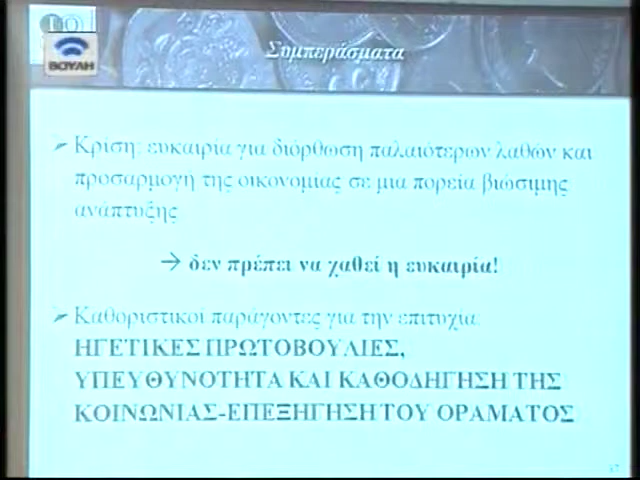 ΒΟΥΛΗ
Συμπεράσματα
➢ Κρίση: ευκαιρία για διόρθωση παλαιότερων λαθών και
προσαρμογή της οικονομίας σε μια πορεία βιώσιμης
ανάπτυξης
→ δεν πρέπει να χαθεί η ευκαιρία!
➢ Καθοριστικοί παράγοντες για την επιτυχία:
ΗΓΕΤΙΚΕΣ ΠΡΩΤΟΒΟΥΛΙΕΣ,
ΥΠΕΥΘΥΝΟΤΗΤΑ ΚΑΙ ΚΑΘΟΔΗΓΗΣΗ ΤΗΣ
ΚΟΙΝΩΝΙΑΣ-ΕΠΕΞΗΓΗΣΗ ΤΟΥ ΟΡΑΜΑΤΟΣ